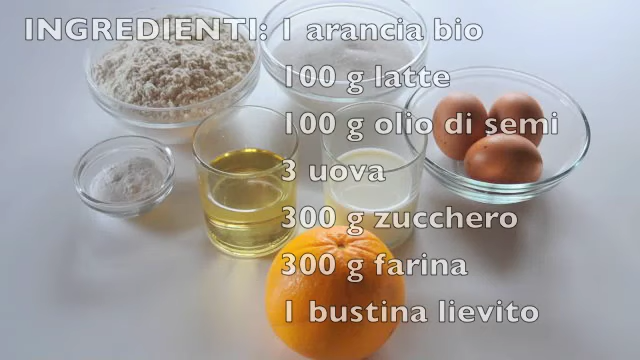 INGREDIENTI: 1 arancia bio
100 g latte
100 g olio di semi
3 uova
300 g zucchero
300 g farina
1 bustina lievito